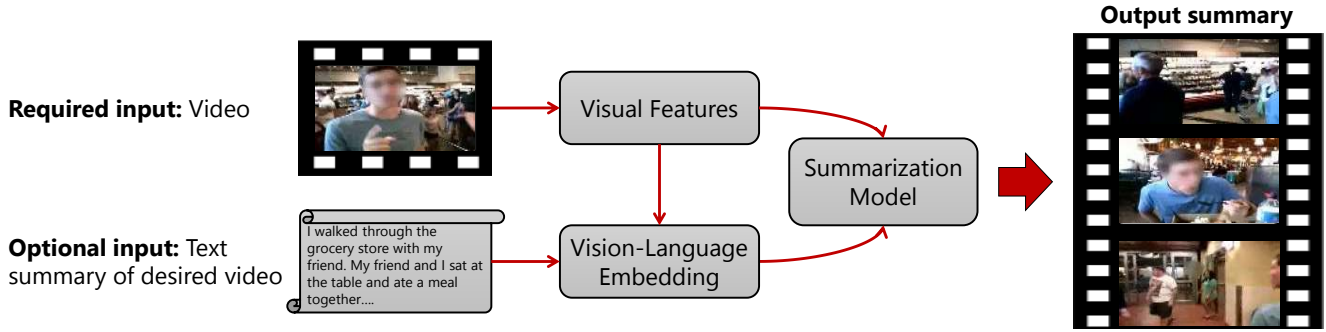 Output summary
Required input: Video
Visual Features
Summarization
Model
Optional input: Text
summary of desired video
I walked through the
grocery store with my
friend. My friend and I sat at
the table and ate a meal
together....
Vision-Language
Embedding